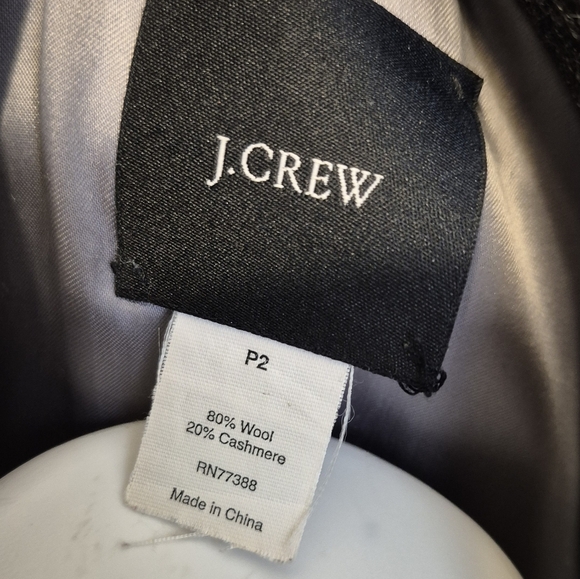 J.CREW
P2
80% Wool
20% Cashmere
RN77388
Made in China